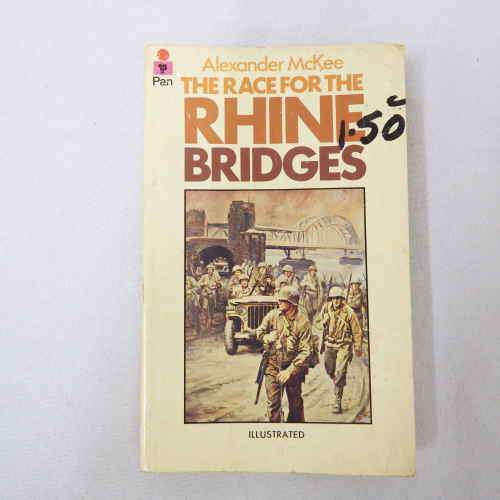 Pan
Alexander McKee
THE RACE FOR THE
RHINE
1.50
BRIDGES
ILLUSTRATED